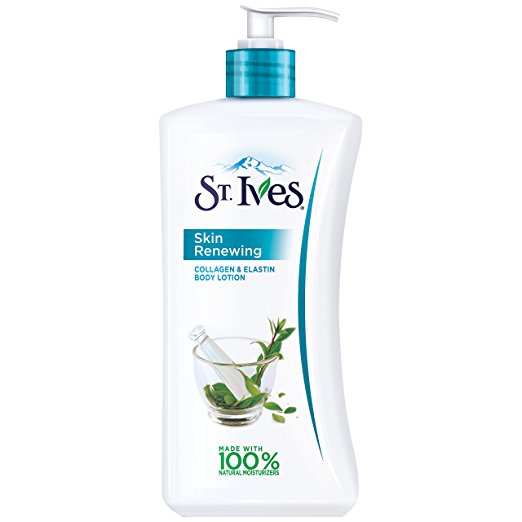 ST. IVES®
Skin
Renewing
COLLAGEN & ELASTIN
BODY LOTION
MADE WITH
100%
NATURAL MOISTURIZERS